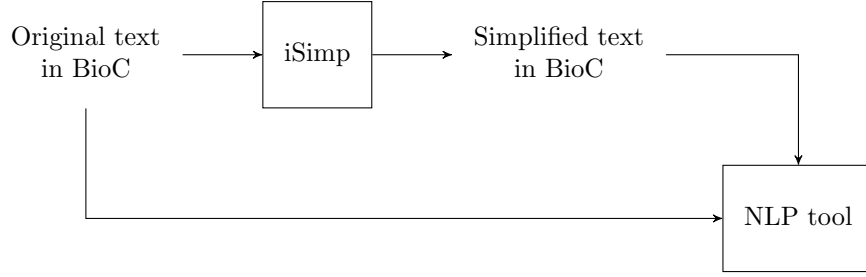 Original text
in BioC
iSimp
Simplified text
in BioC
NLP tool